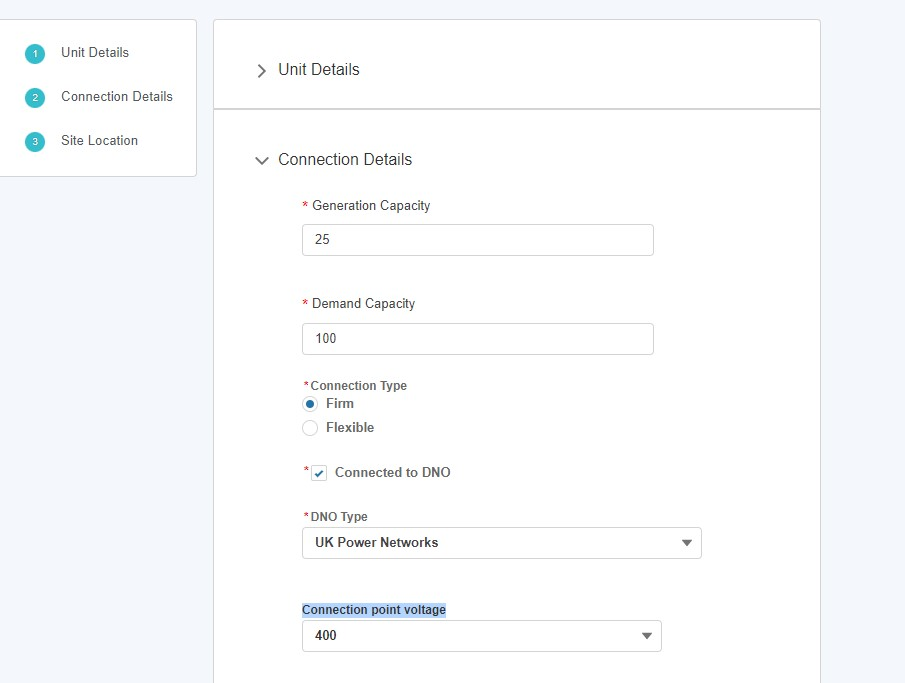 1 Unit Details
2 Connection Details
3 Site Location
Unit Details
Connection Details
* Generation Capacity
25
* Demand Capacity
100
*Connection Type
Firm
Flexible
* Connected to DNO
*DNO Type
UK Power Networks
Connection point voltage
400